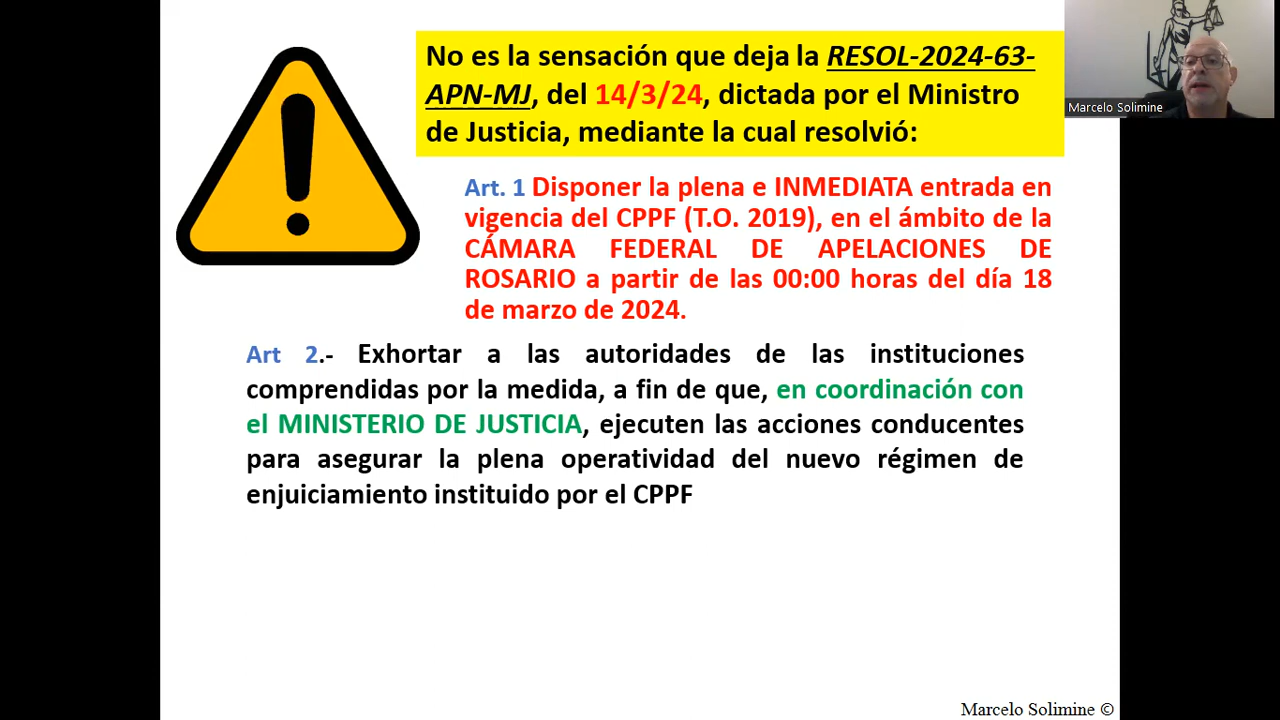 No es la sensación que deja la RESOL-2024-63-
APN-MJ, del 14/3/24, dictada por el Ministro
de Justicia, mediante la cual resolvió:
Marcelo Solimine
Art. 1 Disponer la plena e INMEDIATA entrada en
vigencia del CPPF (T.O. 2019), en el ámbito de la
CÁMARA FEDERAL DE APELACIONES DE
ROSARIO a partir de las 00:00 horas del día 18
de marzo de 2024.
Art 2.- Exhortar a las autoridades de las instituciones
comprendidas por la medida, a fin de que, en coordinación con
el MINISTERIO DE JUSTICIA, ejecuten las acciones conducentes
para asegurar la plena operatividad del nuevo régimen de
enjuiciamiento instituido por el CPPF
Marcelo Solimine ©